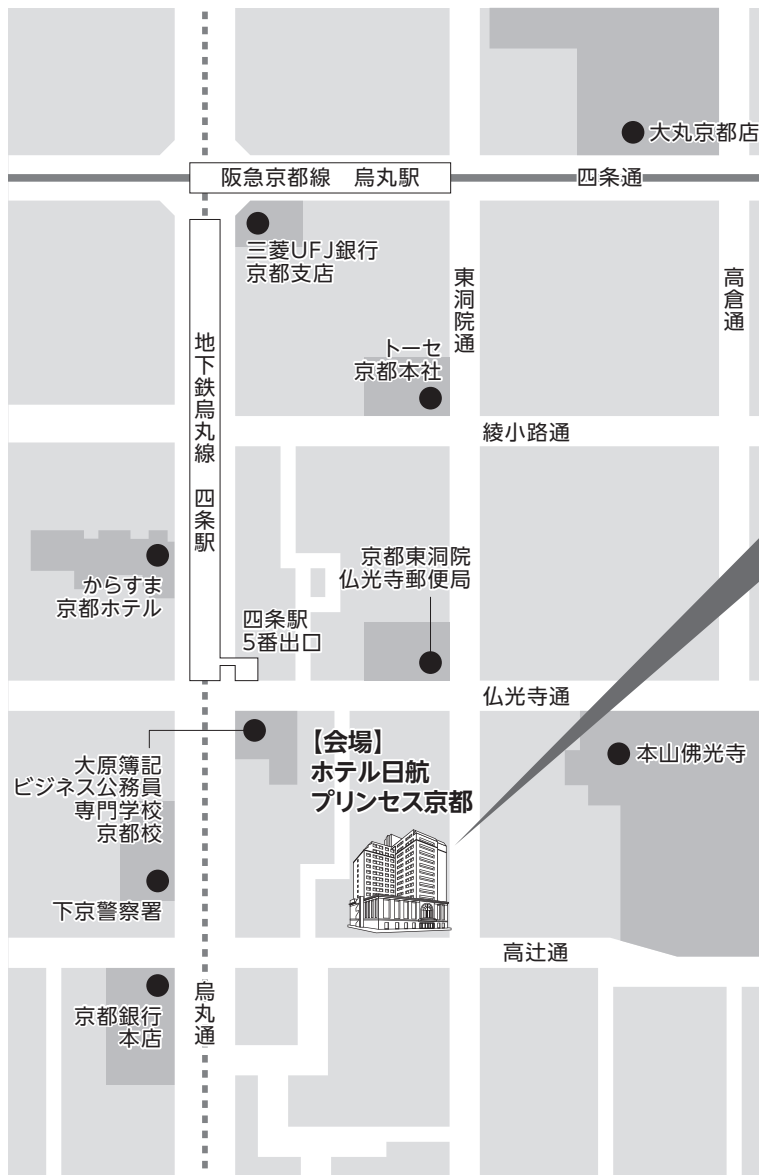 大丸京都店
阪急京都線　烏丸駅
四条通
三菱UFJ銀行
京都支店
東洞院通
高倉通
地下鉄烏丸線　四条駅
トーセ
京都本社
綾小路通
からすま
京都ホテル
京都東洞院
仏光寺郵便局
四条駅
5番出口
仏光寺通
大原簿記
ビジネス公務員
専門学校
京都校
【会場】
ホテル日航
プリンセス京都
本山佛光寺
下京警察署
高辻通
京都銀行
本店
烏丸通